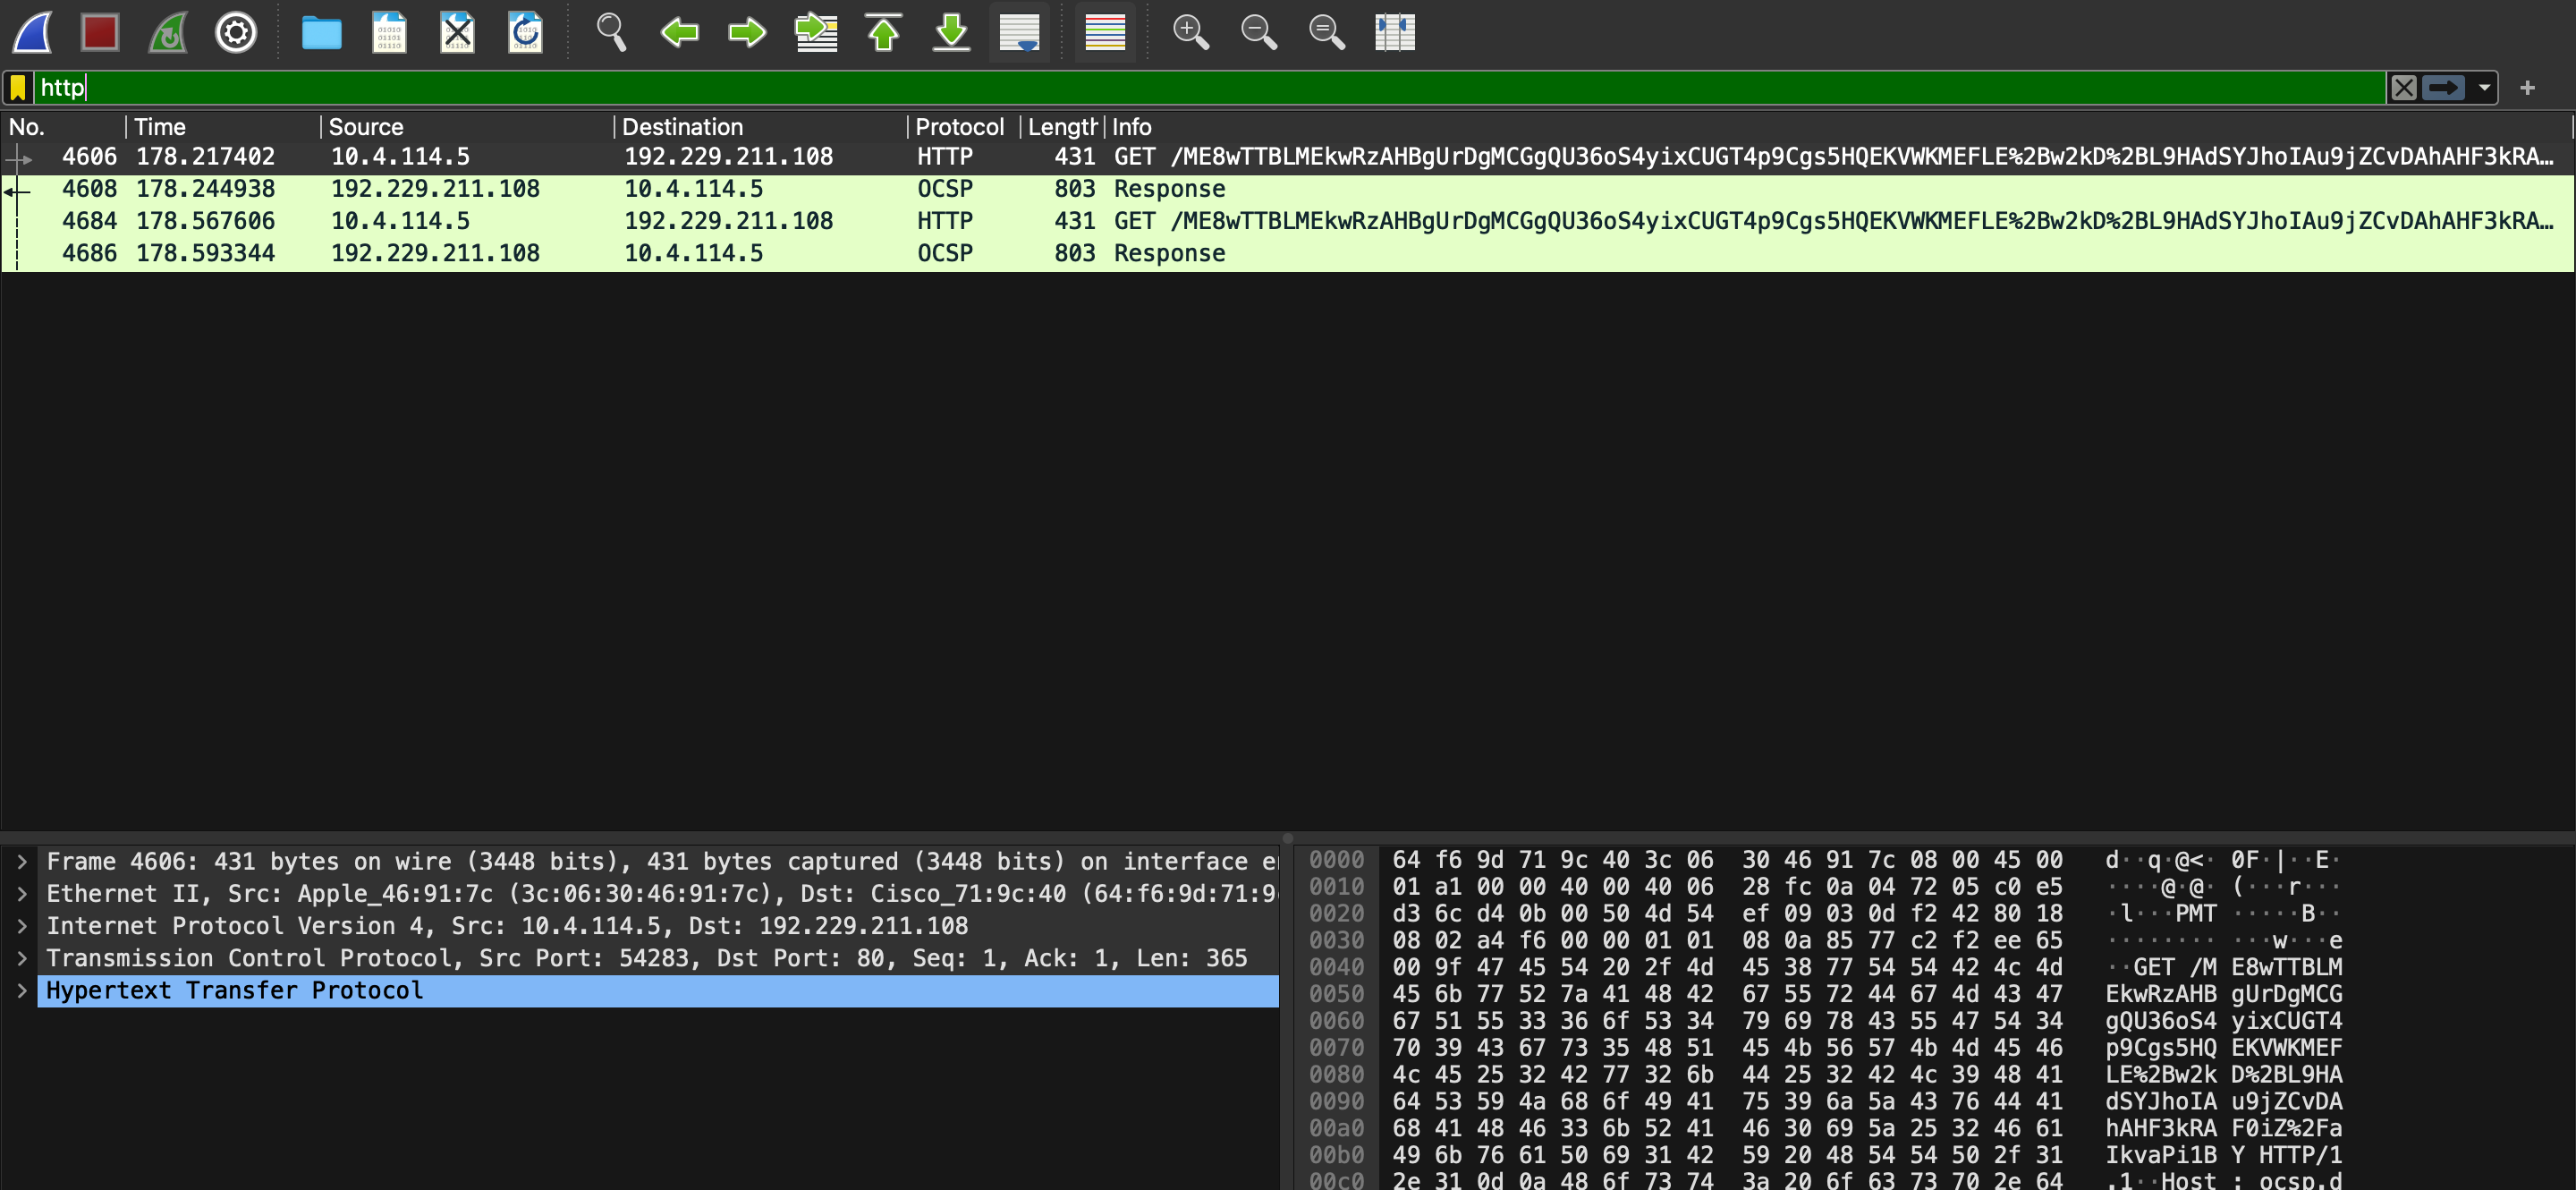 http
No. Time Source Destination Protocol Length Info
4606 178.217402 10.4.114.5 192.229.211.108 HTTP 431 GET /ME8wTTBLMEkwRzAHBgUrDgMCGgQU36oS4yixCUGT4p9Cgs5HQEKVWKMEFLE%2Bw2kD%2BL9HAdSYJhoIAu9jZCvDAhAHF3kRA…
4608 178.244938 192.229.211.108 10.4.114.5 OCSP 803 Response
4684 178.567606 10.4.114.5 192.229.211.108 HTTP 431 GET /ME8wTTBLMEkwRzAHBgUrDgMCGgQU36oS4yixCUGT4p9Cgs5HQEKVWKMEFLE%2Bw2kD%2BL9HAdSYJhoIAu9jZCvDAhAHF3kRA…
4686 178.593344 192.229.211.108 10.4.114.5 OCSP 803 Response
Frame 4606: 431 bytes on wire (3448 bits), 431 bytes captured (3448 bits) on interface e
Ethernet II, Src: Apple_46:91:7c (3c:06:30:46:91:7c), Dst: Cisco_71:9c:40 (64:f6:9d:71:9
Internet Protocol Version 4, Src: 10.4.114.5, Dst: 192.229.211.108
Transmission Control Protocol, Src Port: 54283, Dst Port: 80, Seq: 1, Ack: 1, Len: 365
Hypertext Transfer Protocol
0000 64 f6 9d 71 9c 40 3c 06 30 46 91 7c 08 00 45 00 d··q·@<· 0F·|··E·
0010 01 a1 00 00 40 00 40 06 28 fc 0a 04 72 05 c0 e5 ····@·@· (···r···
0020 d3 6c d4 0b 00 50 4d 54 ef 09 03 0d f2 42 80 18 ·l···PMT ·····B··
0030 08 02 a4 f6 00 00 01 01 08 0a 85 77 c2 f2 ee 65 ········ ···w···e
0040 00 9f 47 45 54 20 2f 4d 45 38 77 54 54 42 4c 4d ··GET /M E8wTTBLM
0050 45 6b 77 52 7a 41 48 42 67 55 72 44 67 4d 43 47 EkwRzAHB gUrDgMCG
0060 67 51 55 33 36 6f 53 34 79 69 78 43 55 47 54 34 gQU36oS4 yixCUGT4
0070 70 39 43 67 73 35 48 51 45 4b 56 57 4b 4d 45 46 p9Cgs5HQ EKVWKMEF
0080 4c 45 25 32 42 77 32 6b 44 25 32 42 4c 39 48 41 LE%2Bw2k D%2BL9HA
0090 64 53 59 4a 68 6f 49 41 75 39 6a 5a 43 76 44 41 dSYJhoIA u9jZCvDA
00a0 68 41 48 46 33 6b 52 41 46 30 69 5a 25 32 46 61 hAHF3kRA F0iZ%2Fa
00b0 49 6b 76 61 50 69 31 42 59 20 48 54 54 50 2f 31 IkvaPi1B Y HTTP/1
00c0 2e 31 0d 0a 48 6f 73 74 3a 20 6f 63 73 70 2e 64 .1··Host : ocsp.d